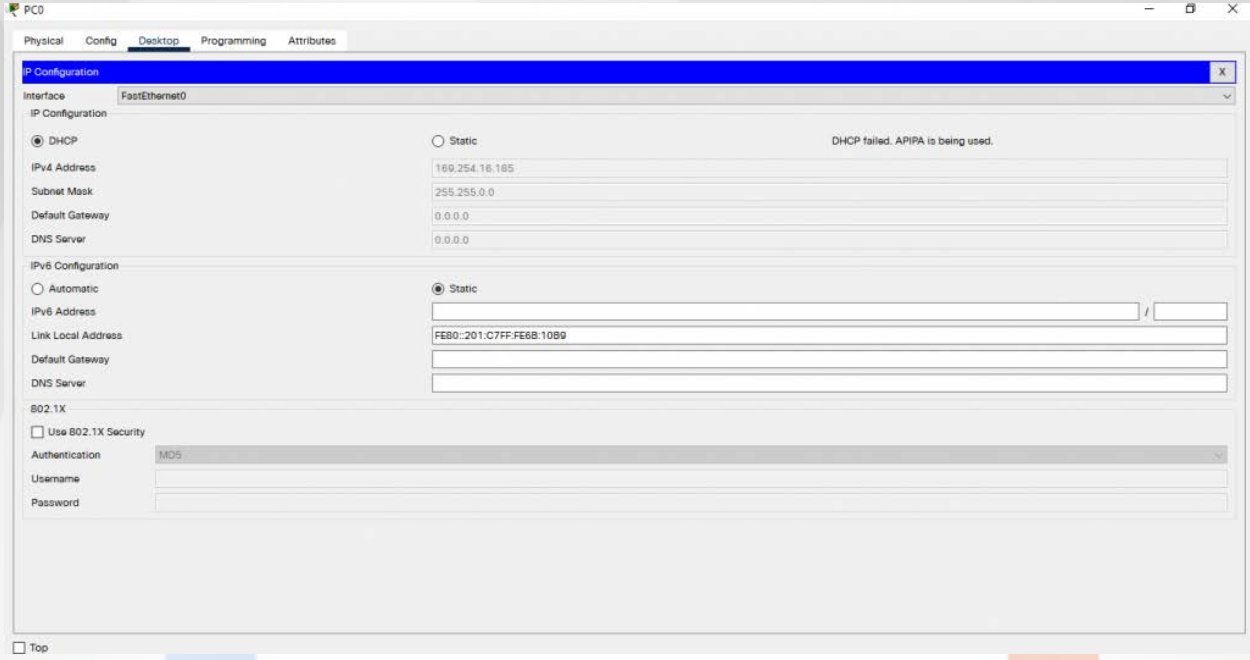 PC0
Physical Config Desktop Programming Attributes
IP Configuration X
Interface FastEthernet0
IP Configuration
DHCP Static DHCP failed. APIPA is being used.
IPv4 Address 169.254.16.185
Subnet Mask 255.255.0.0
Default Gateway 0.0.0.0
DNS Server 0.0.0.0
IPv6 Configuration
Automatic Static
IPv6 Address /
Link Local Address FE80::201:C7FF:FE6B:10B9
Default Gateway
DNS Server
802.1X
Use 802.1X Security
Authentication MD5
Username
Password
Top